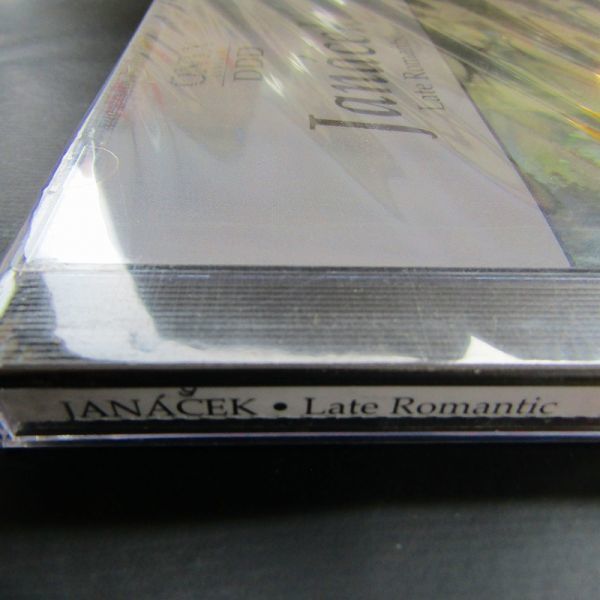 DDD
Janáček
Late Romantic
JANÁČEK • Late Romantic